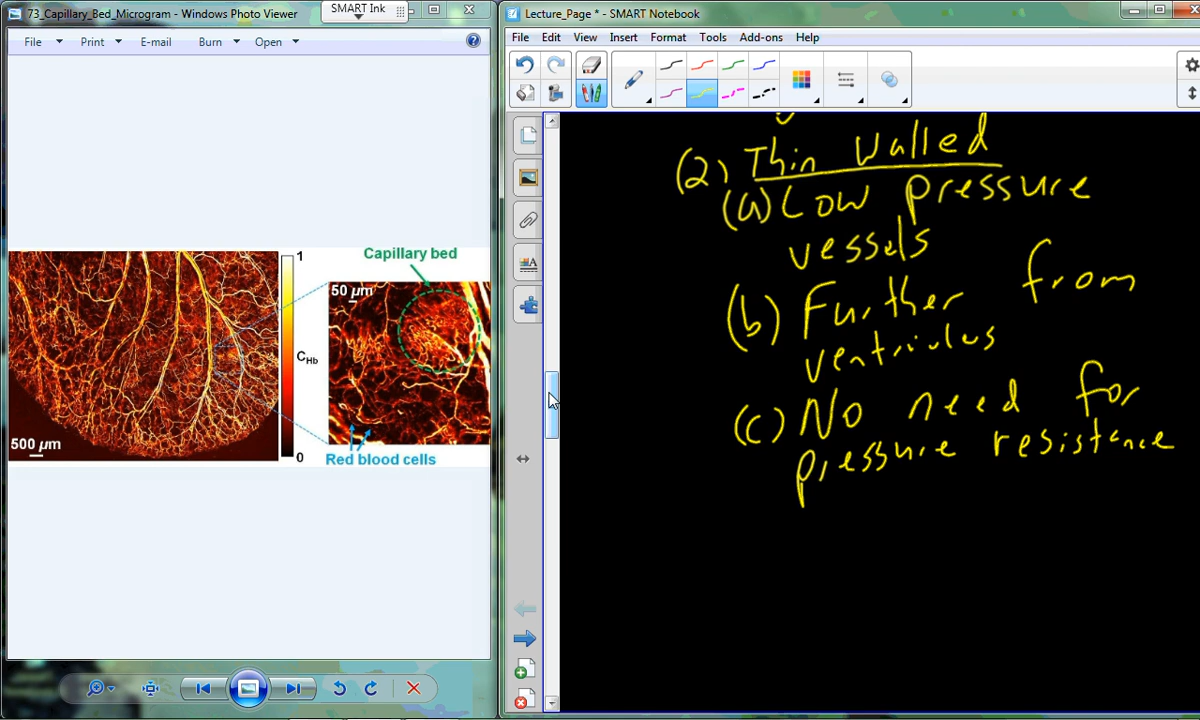 73_Capillary_Bed_Microgram - Windows Photo Viewer
SMART Ink
File Print E-mail Burn Open
Capillary bed
50 µm
1
CHb
500 µm
0
Red blood cells
Lecture_Page * - SMART Notebook
File Edit View Insert Format Tools Add-ons Help
(2) Thin Walled
(a) Low pressure
vessels
(b) Further from
ventriulus
(c) No need for
pressure resistance